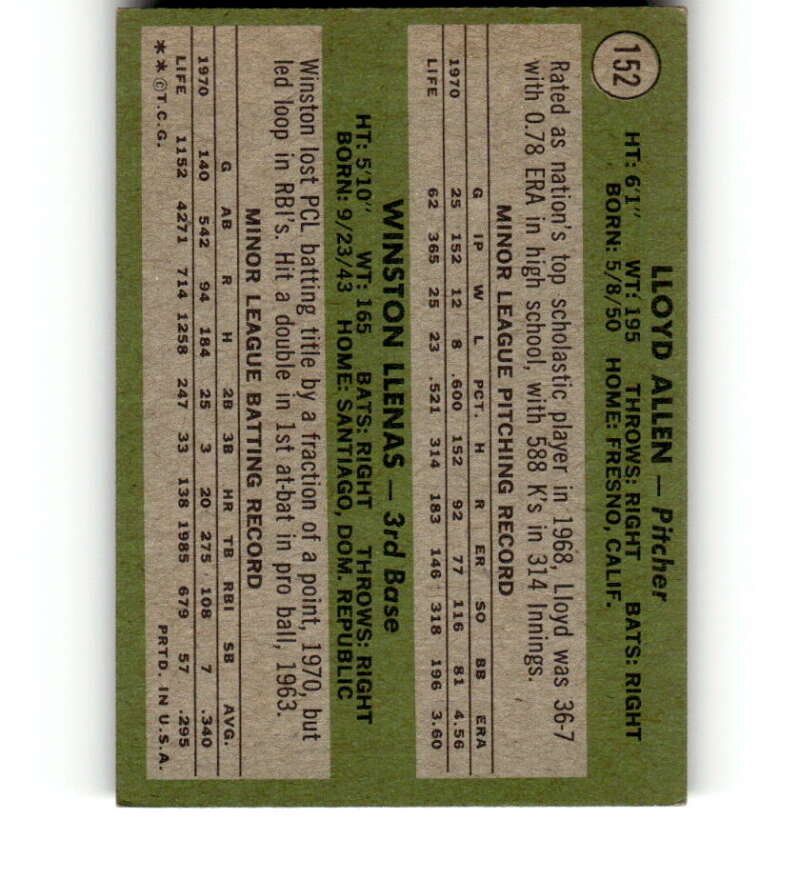 152
LLOYD ALLEN — Pitcher
HT: 6'1" WT: 195 THROWS: RIGHT BATS: RIGHT
BORN: 5/8/50 HOME: FRESNO, CALIF.
Rated as nation's top scholastic player in 1968, Lloyd was 36-7
with 0.78 ERA in high school, with 588 K's in 314 Innings.
MINOR LEAGUE PITCHING RECORD
G IP W L PCT. H R ER SO BB ERA
1970 25 152 12 8 .600 152 92 77 116 81 4.56
LIFE 62 365 25 23 .521 314 183 146 318 196 3.60
WINSTON LLENAS — 3rd Base
HT: 5'10" WT: 165 BATS: RIGHT THROWS: RIGHT
BORN: 9/23/43 HOME: SANTIAGO, DOM. REPUBLIC
Winston lost PCL batting title by a fraction of a point, 1970, but
led loop in RBI's. Hit a double in 1st at-bat in pro ball, 1963.
MINOR LEAGUE BATTING RECORD
G AB R H 2B 3B HR TB RBI SB AVG.
1970 140 542 94 184 25 3 20 275 108 7 .340
LIFE 1152 4271 714 1258 247 33 138 1985 679 57 .295
**©T.C.G. PRTD. IN U.S.A.